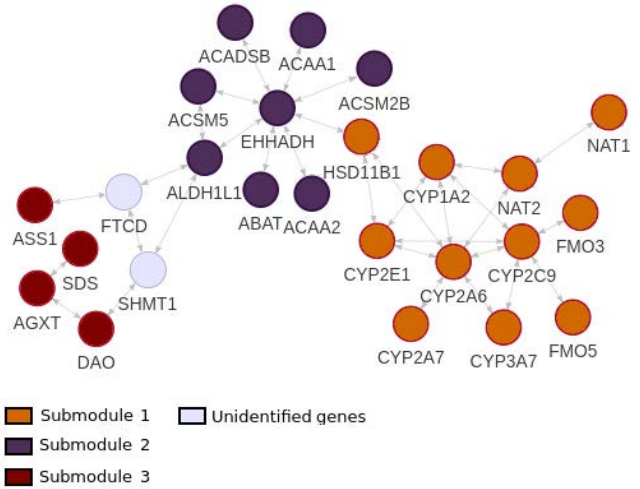 ACADSB
ACAA1
ACSM2B
ACSM5
EHHADH
NAT1
HSD11B1
ALDH1L1
CYP1A2
NAT2
ABAT
ACAA2
FTCD
ASS1
FMO3
CYP2E1
CYP2C9
SDS
CYP2A6
SHMT1
AGXT
CYP2A7
CYP3A7
FMO5
DAO
Submodule 1
Unidentified genes
Submodule 2
Submodule 3